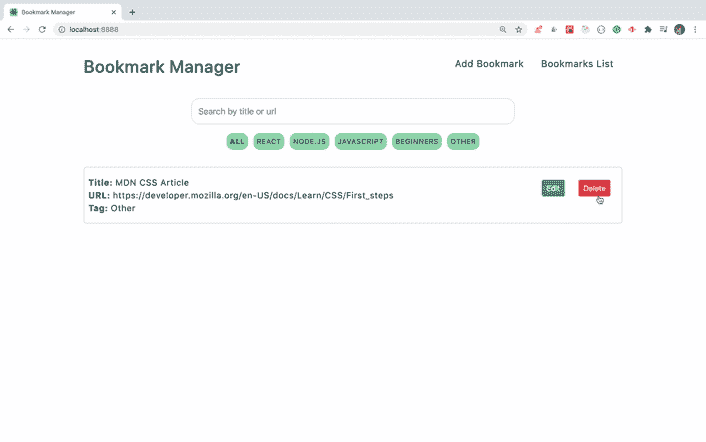 Bookmark Manager
localhost:8888
Bookmark Manager
Add Bookmark
Bookmarks List
Search by title or url
ALL
REACT
NODE.JS
JAVASCRIPT
BEGINNERS
OTHER
Title: MDN CSS Article
URL: https://developer.mozilla.org/en-US/docs/Learn/CSS/First_steps
Tag: Other
Edit
Delete